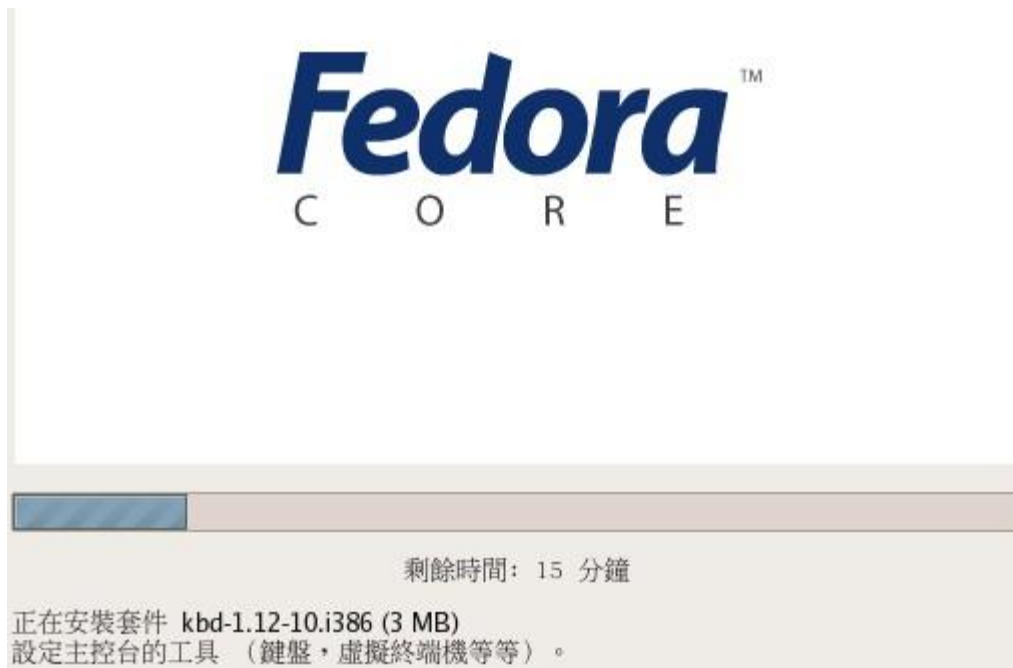 Fedora™
CORE
剩餘時間: 15 分鐘
正在安裝套件 kbd-1.12-10.i386 (3 MB)
設定主控台的工具 （鍵盤，虛擬終端機等等）。